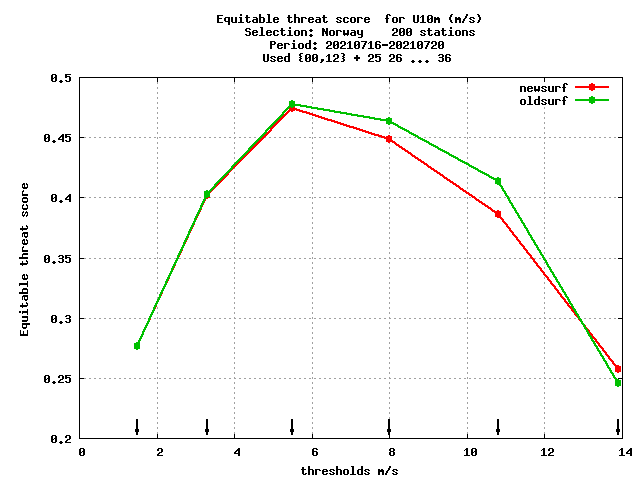 Equitable threat score  for U10m (m/s)
Selection: Norway    200 stations
Period: 20210716-20210720
Used {00,12} + 25 26 ... 36
newsurf
oldsurf
Equitable threat score
0.5
0.45
0.4
0.35
0.3
0.25
0.2
0 2 4 6 8 10 12 14
thresholds m/s